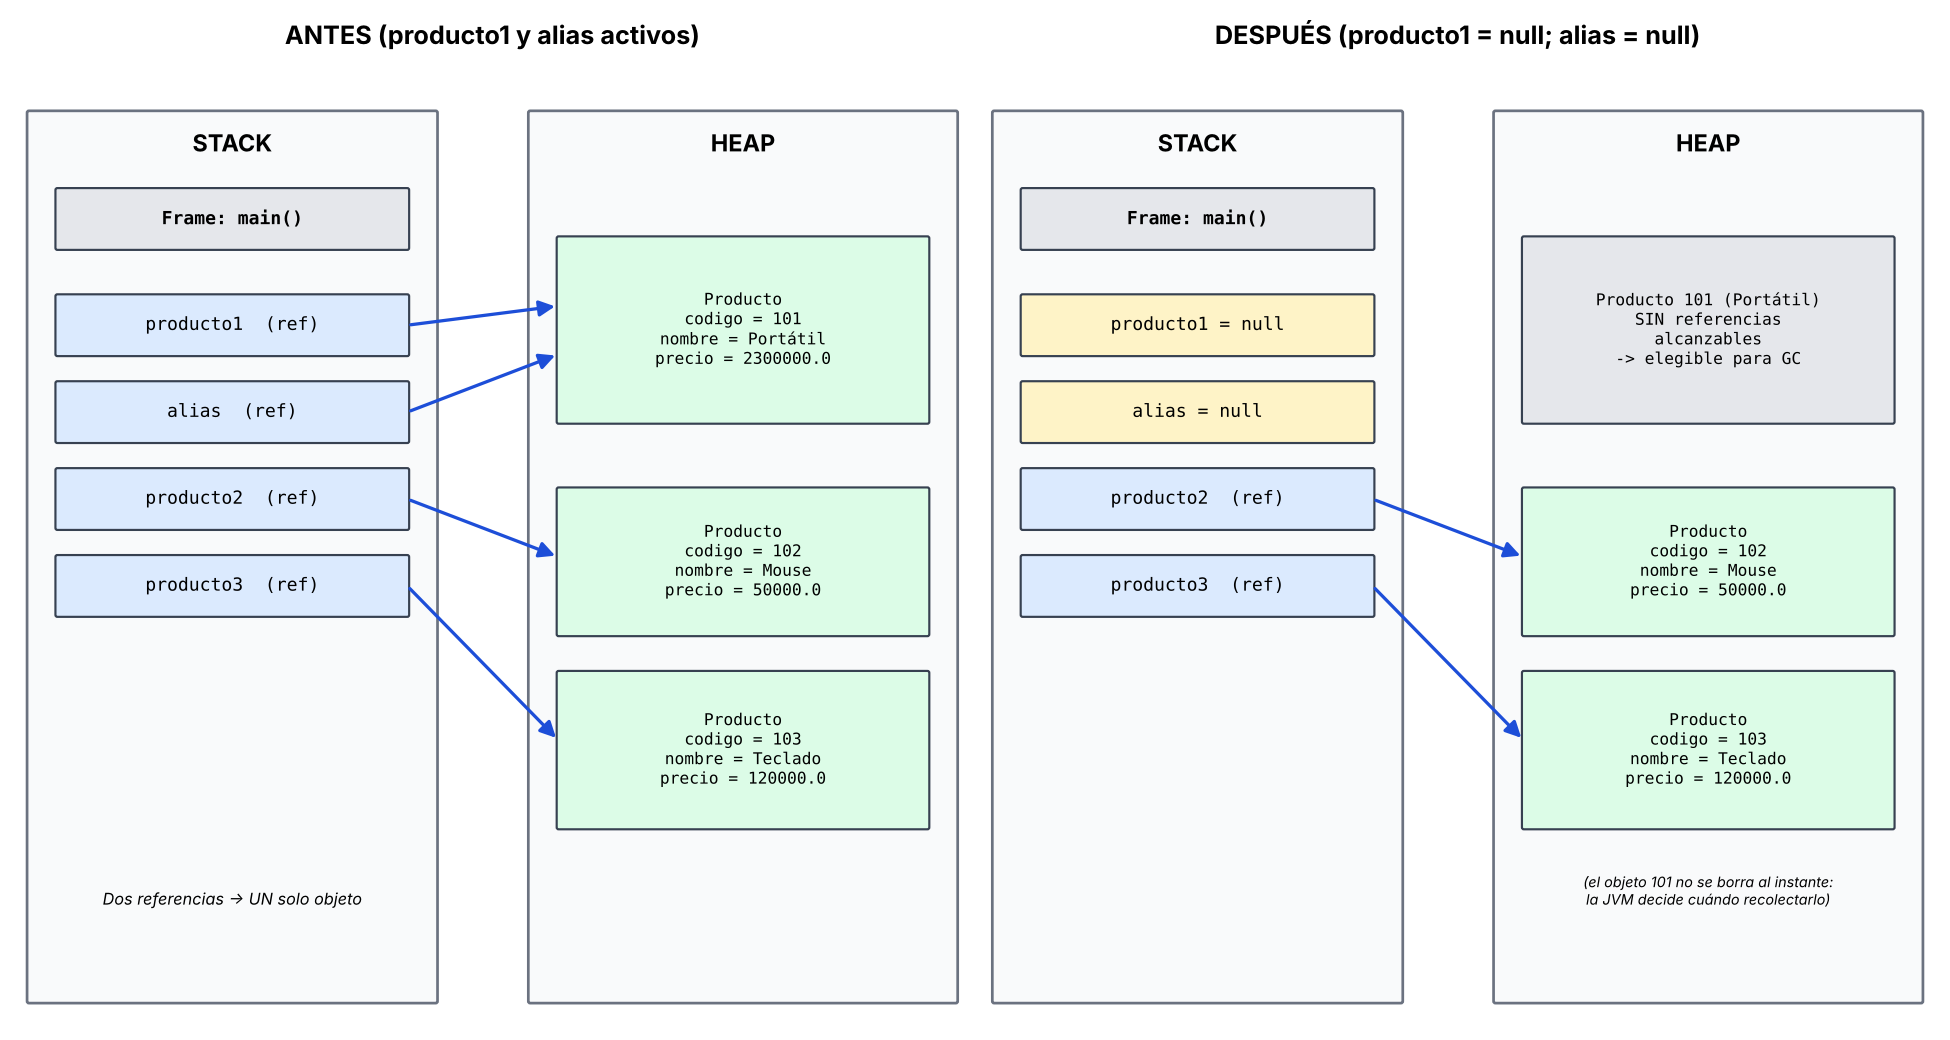 ANTES (producto1 y alias activos)
STACK
Frame: main()
producto1  (ref)
alias  (ref)
producto2  (ref)
producto3  (ref)
Dos referencias → UN solo objeto
HEAP
Producto
codigo = 101
nombre = Portátil
precio = 2300000.0
Producto
codigo = 102
nombre = Mouse
precio = 50000.0
Producto
codigo = 103
nombre = Teclado
precio = 120000.0
DESPUÉS (producto1 = null; alias = null)
STACK
Frame: main()
producto1 = null
alias = null
producto2  (ref)
producto3  (ref)
HEAP
Producto 101 (Portátil)
SIN referencias
alcanzables
-> elegible para GC
Producto
codigo = 102
nombre = Mouse
precio = 50000.0
Producto
codigo = 103
nombre = Teclado
precio = 120000.0
(el objeto 101 no se borra al instante:
la JVM decide cuándo recolectarlo)